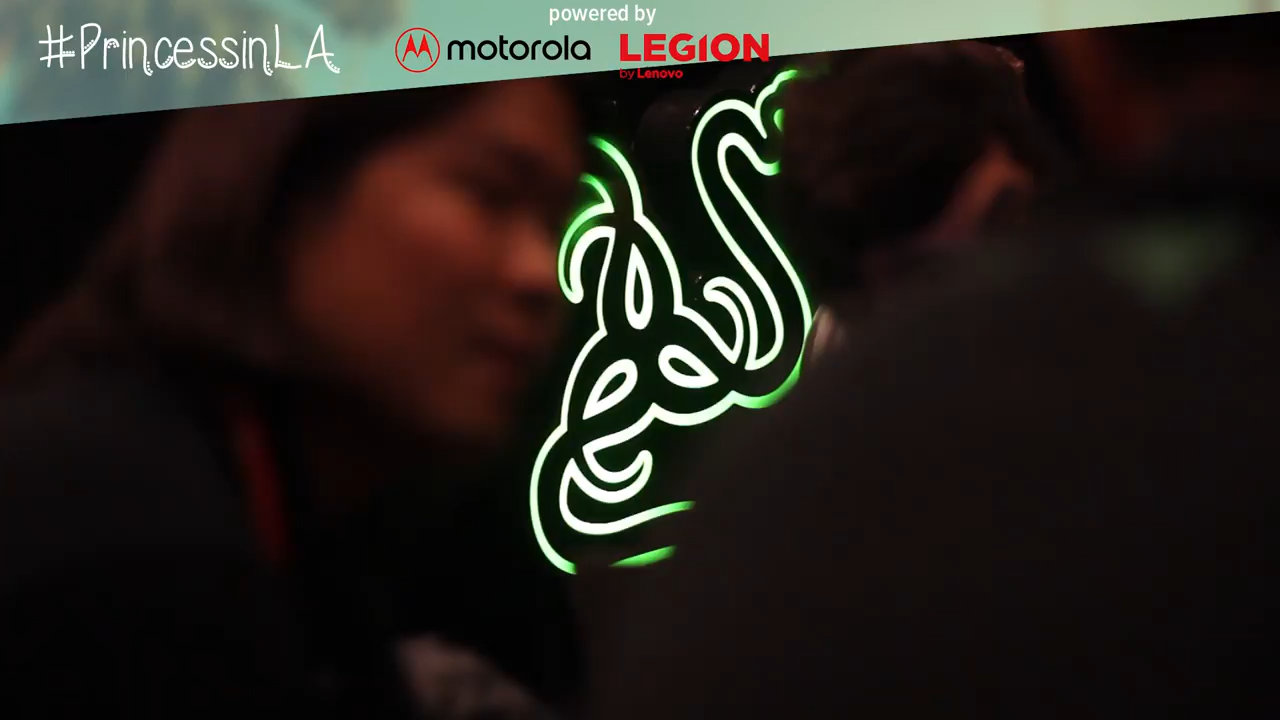 powered by
#PrincessinLA
motorola
LEGION
by Lenovo